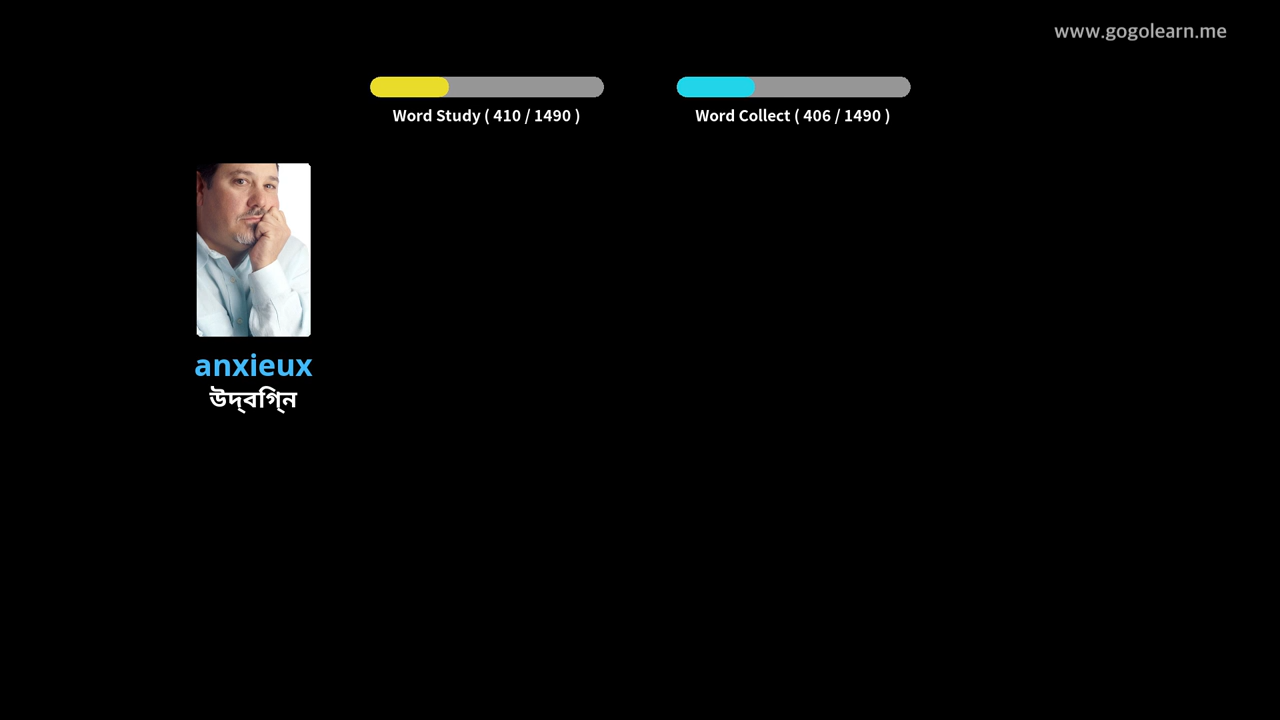 www.gogolearn.me
Word Study ( 410 / 1490 )
Word Collect ( 406 / 1490 )
anxieux
উদ্‌বগ্নি